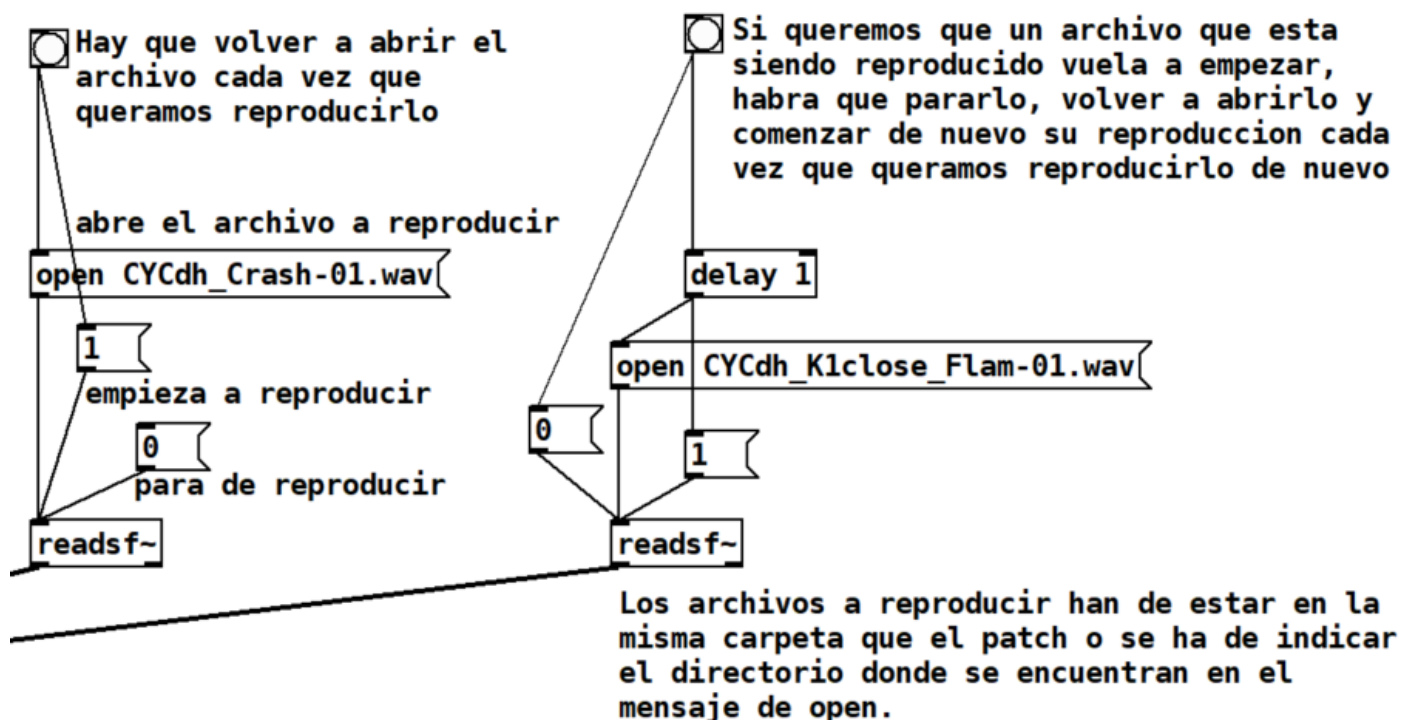 Hay que volver a abrir el
archivo cada vez que
queramos reproducirlo
abre el archivo a reproducir
open CYCdh_Crash-01.wav
1
empieza a reproducir
0
para de reproducir
readsf~
Si queremos que un archivo que esta
siendo reproducido vuela a empezar,
habra que pararlo, volver a abrirlo y
comenzar de nuevo su reproduccion cada
vez que queramos reproducirlo de nuevo
delay 1
open CYCdh_K1close_Flam-01.wav
0
1
readsf~
Los archivos a reproducir han de estar en la
misma carpeta que el patch o se ha de indicar
el directorio donde se encuentran en el
mensaje de open.